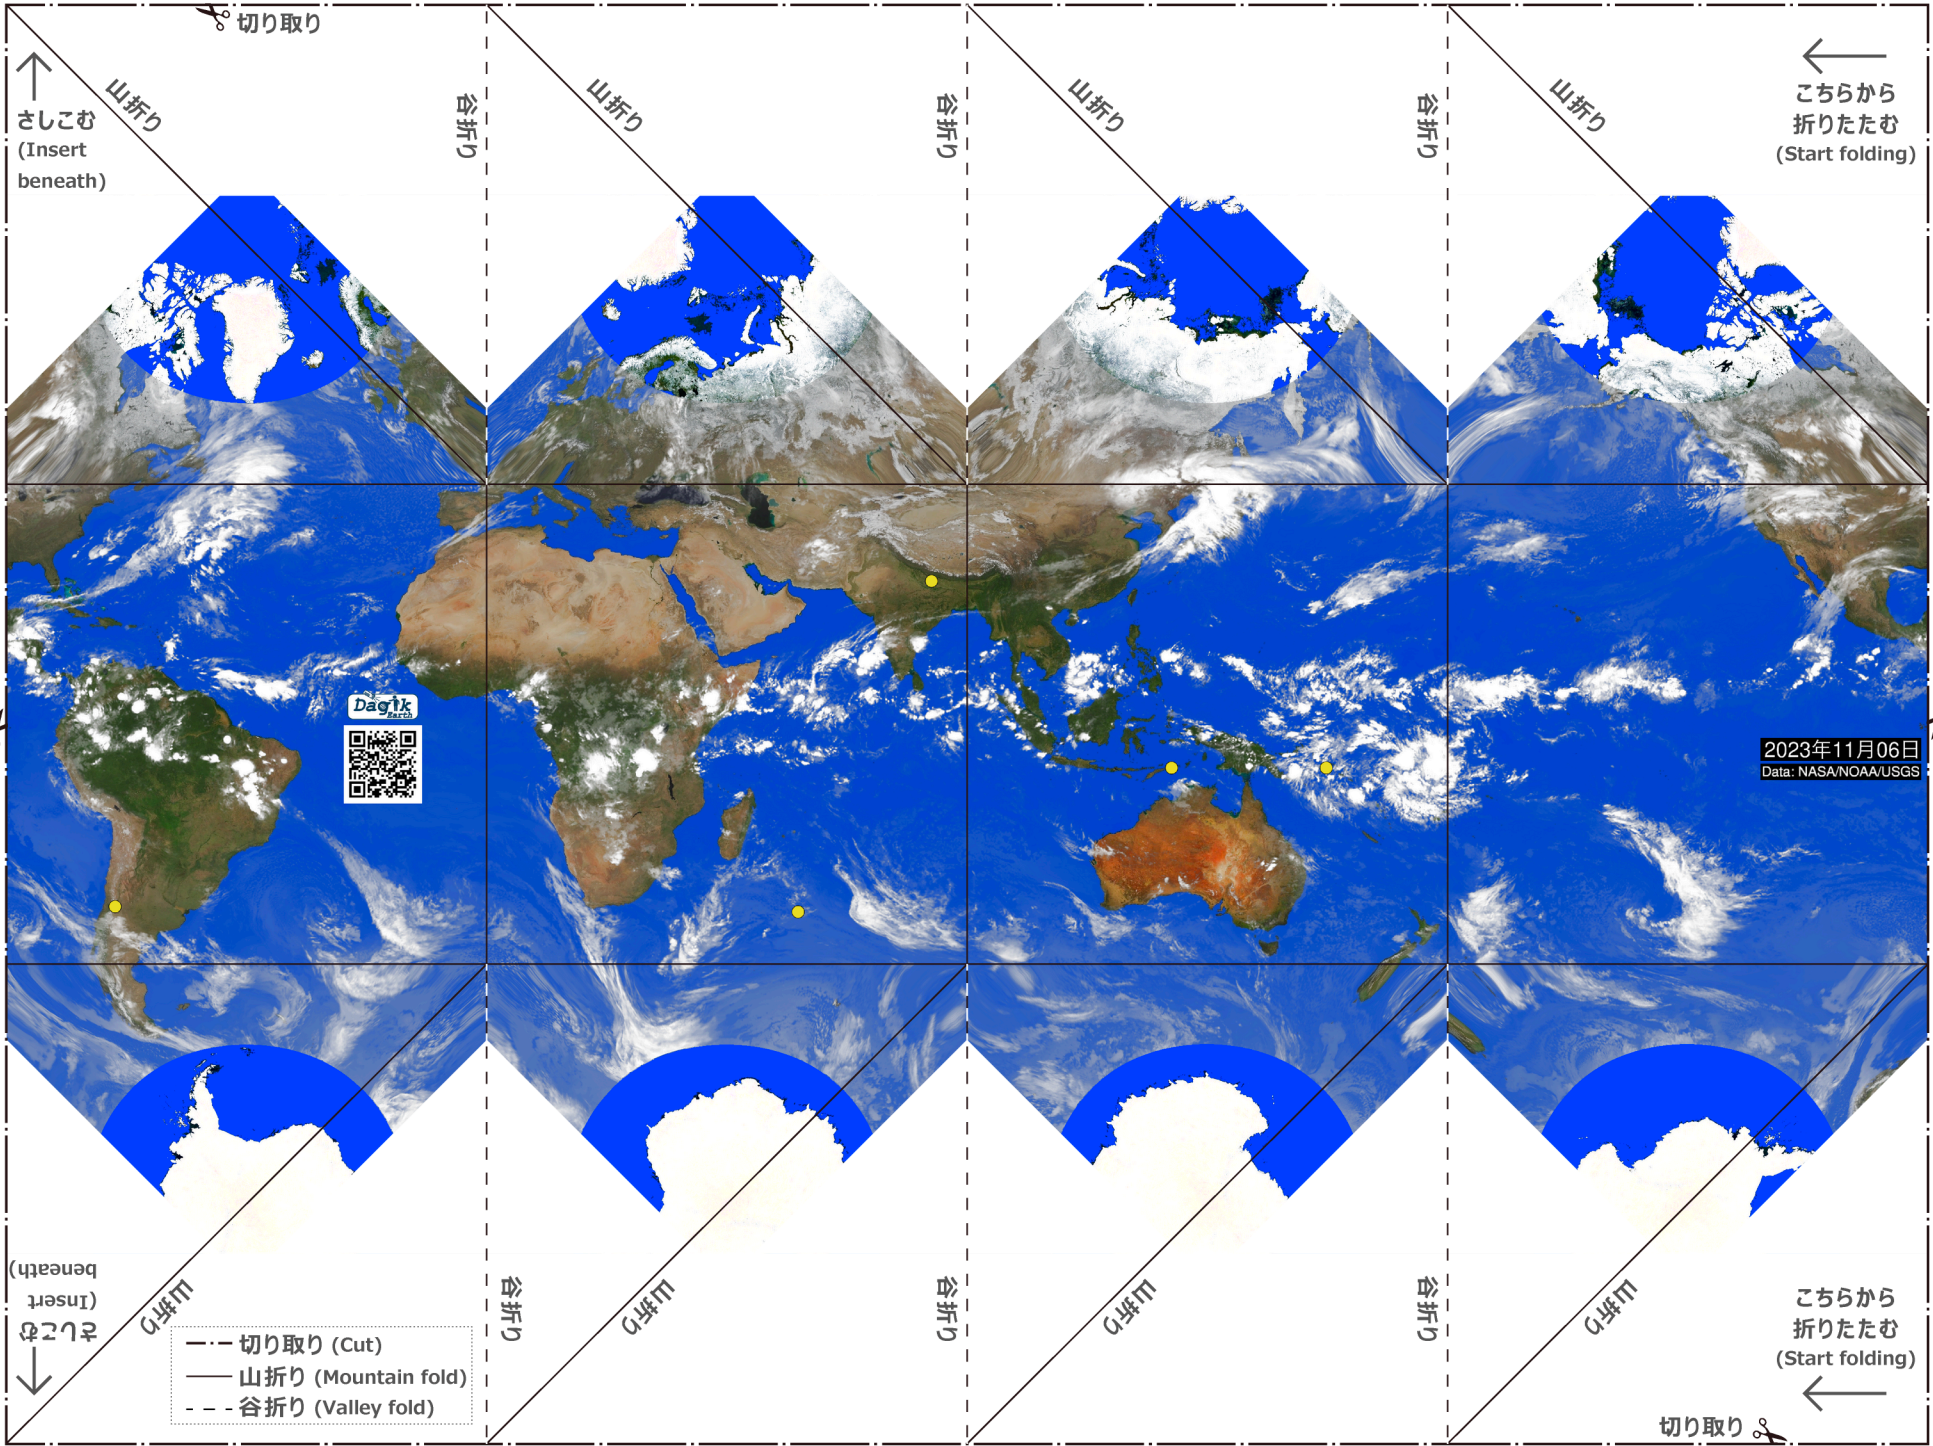 切り取り
山折り
谷折り
山折り
谷折り
山折り
谷折り
山折り
さしこむ
(Insert
beneath)
こちらから
折りたたむ
(Start folding)
Dagik
Earth
2023年11月06日
Data: NASA/NOAA/USGS
さしこむ
(Insert
beneath)
山折り
谷折り
山折り
谷折り
山折り
谷折り
山折り
切り取り (Cut)
山折り (Mountain fold)
谷折り (Valley fold)
こちらから
折りたたむ
(Start folding)
切り取り